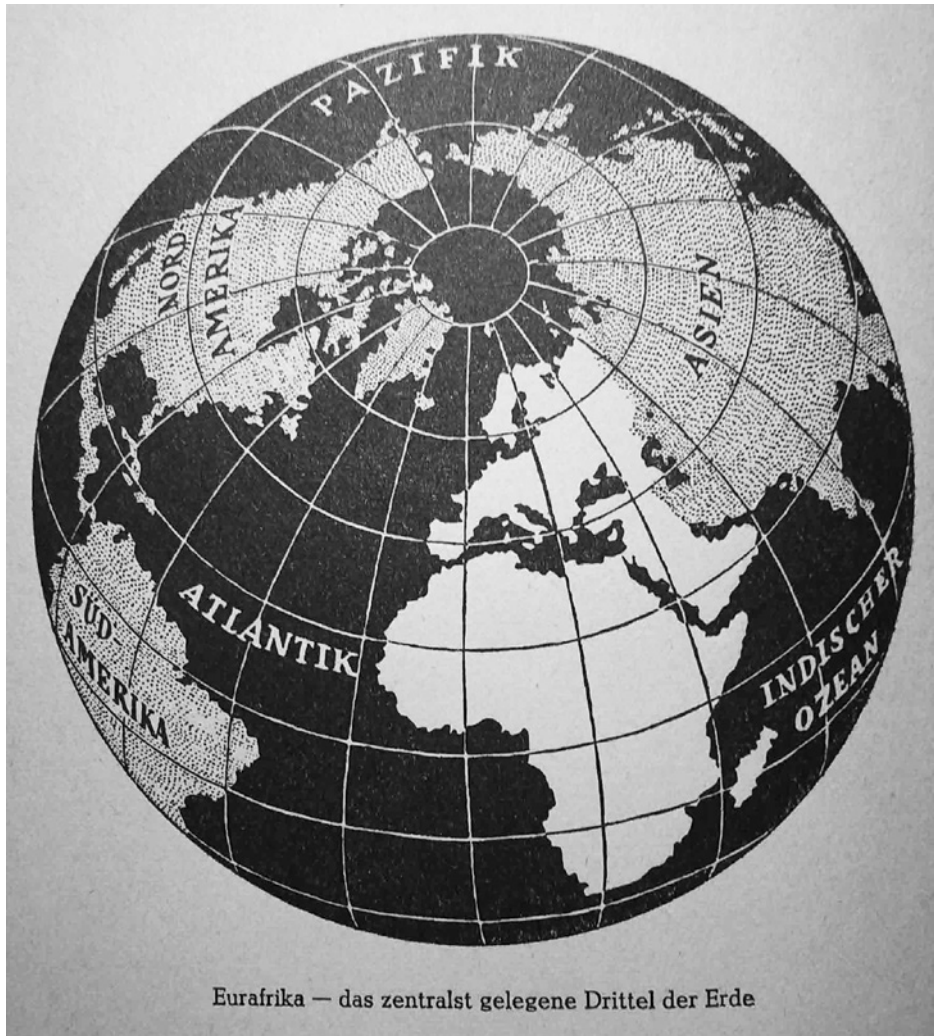 PAZIFIK
NORD
AMERIKA
ASIEN
ATLANTIK
SÜD-
AMERIKA
INDISCHER
OZEAN
Eurafrika — das zentralst gelegene Drittel der Erde